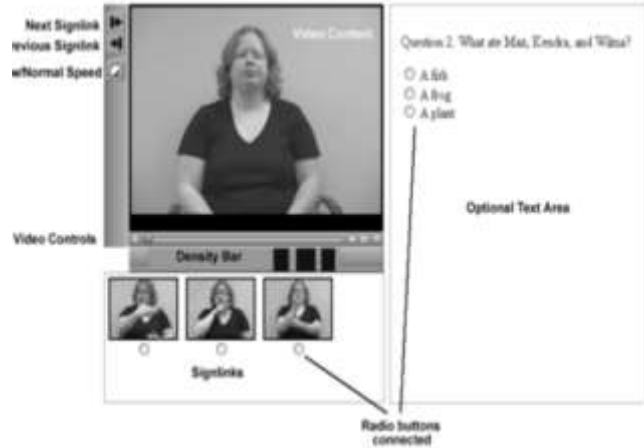 Next Signlink
revious Signlink
w/Normal Speed
Video Content
Question 2. What are Max, Kendra, and Wilma?
A fish
A frog
A plant
Optional Text Area
Video Controls
Density Bar
Signlinks
Radio buttons
connected